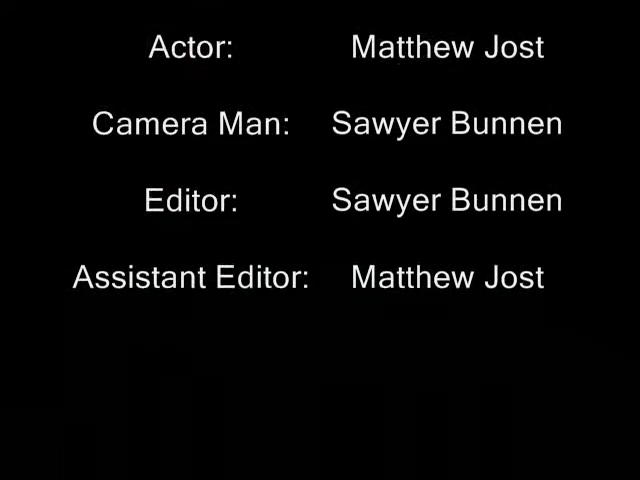 Actor: Matthew Jost
Camera Man: Sawyer Bunnen
Editor: Sawyer Bunnen
Assistant Editor: Matthew Jost